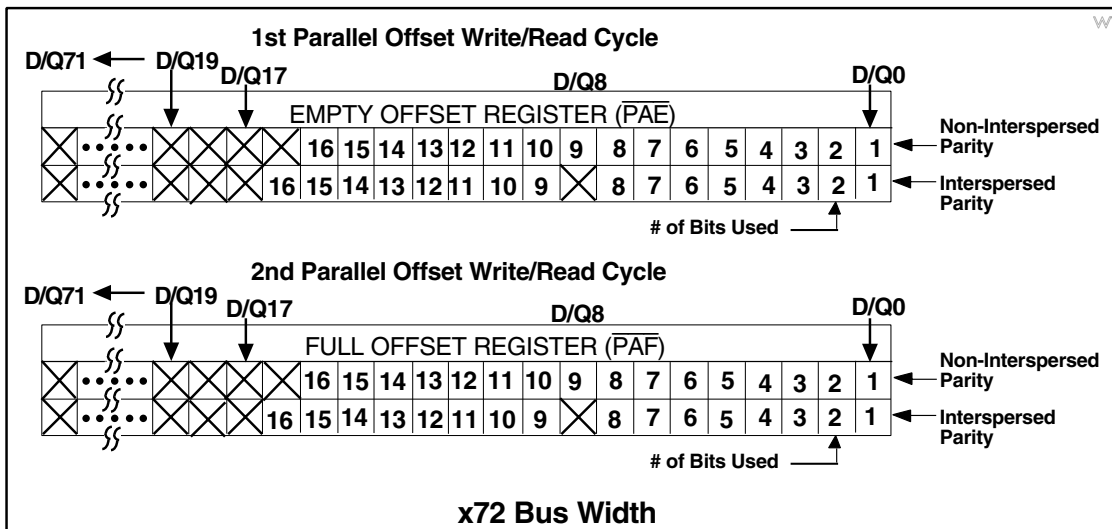 W
1st Parallel Offset Write/Read Cycle
D/Q71 D/Q19 D/Q17 D/Q8 D/Q0
EMPTY OFFSET REGISTER (PAE)
16 15 14 13 12 11 10 9 8 7 6 5 4 3 2 1
Non-Interspersed Parity
16 15 14 13 12 11 10 9 8 7 6 5 4 3 2 1
Interspersed Parity
# of Bits Used
2nd Parallel Offset Write/Read Cycle
D/Q71 D/Q19 D/Q17 D/Q8 D/Q0
FULL OFFSET REGISTER (PAF)
16 15 14 13 12 11 10 9 8 7 6 5 4 3 2 1
Non-Interspersed Parity
16 15 14 13 12 11 10 9 8 7 6 5 4 3 2 1
Interspersed Parity
# of Bits Used
x72 Bus Width